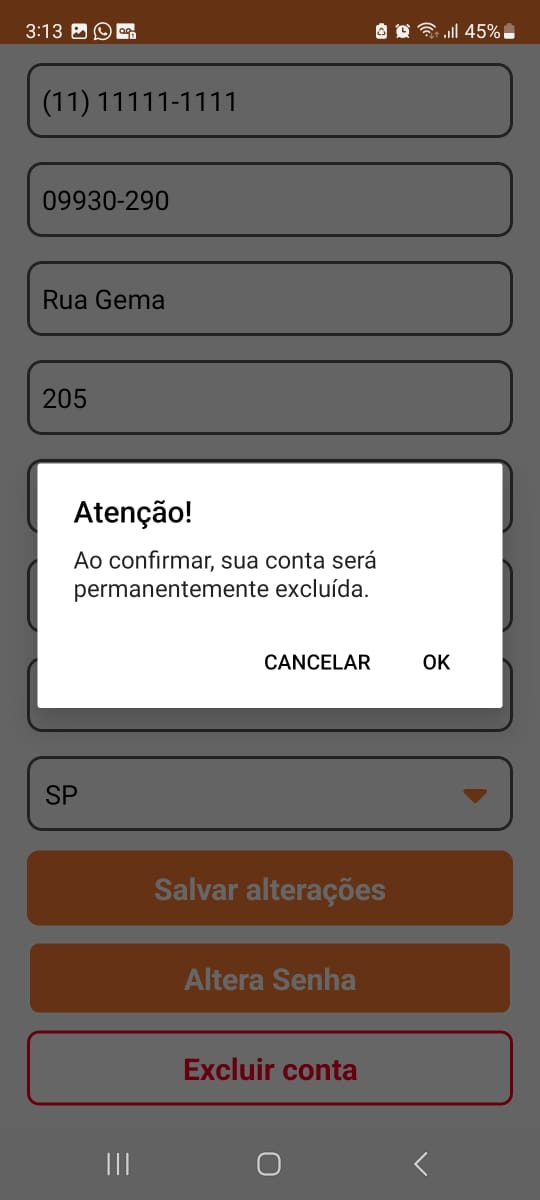 3:13
45%
(11) 11111-1111
09930-290
Rua Gema
205
Atenção!
Ao confirmar, sua conta será
permanentemente excluída.
CANCELAR OK
SP
Salvar alterações
Altera Senha
Excluir conta